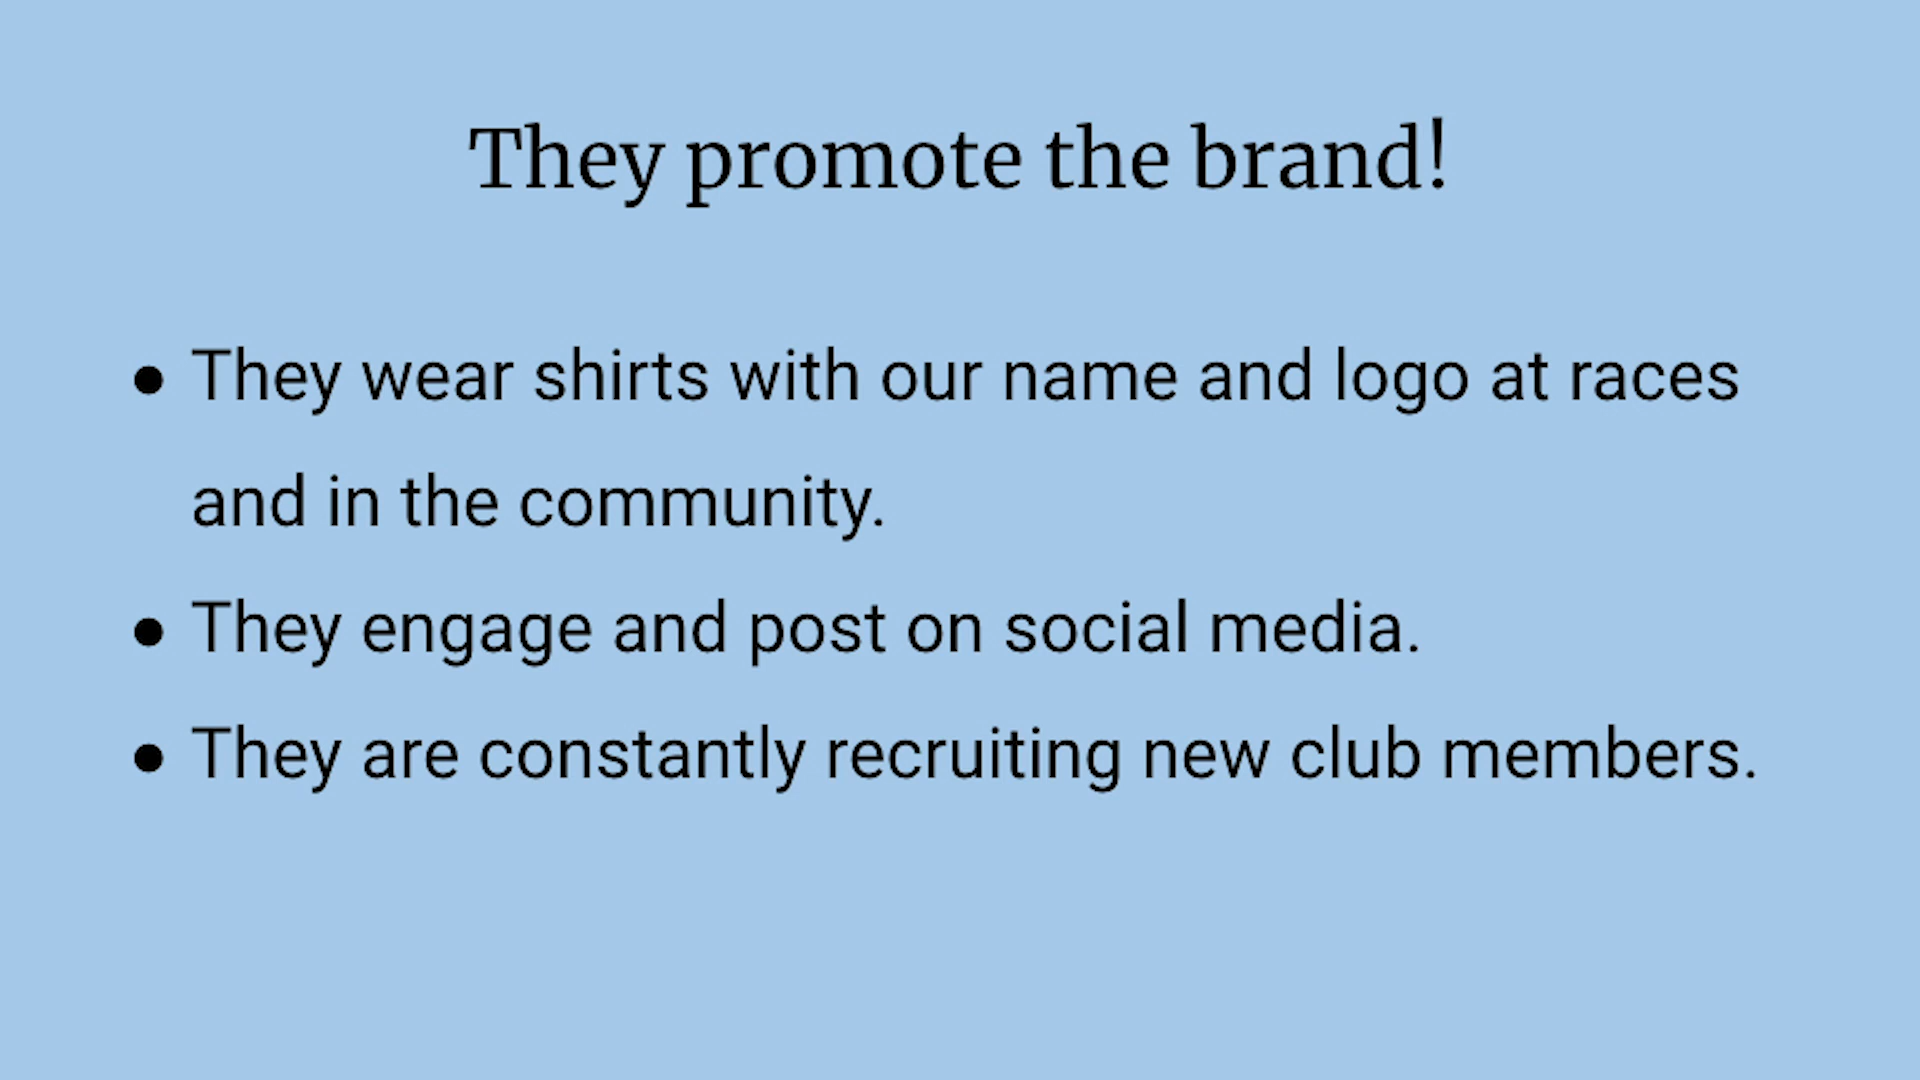 They promote the brand!
● They wear shirts with our name and logo at races
and in the community.
● They engage and post on social media.
● They are constantly recruiting new club members.